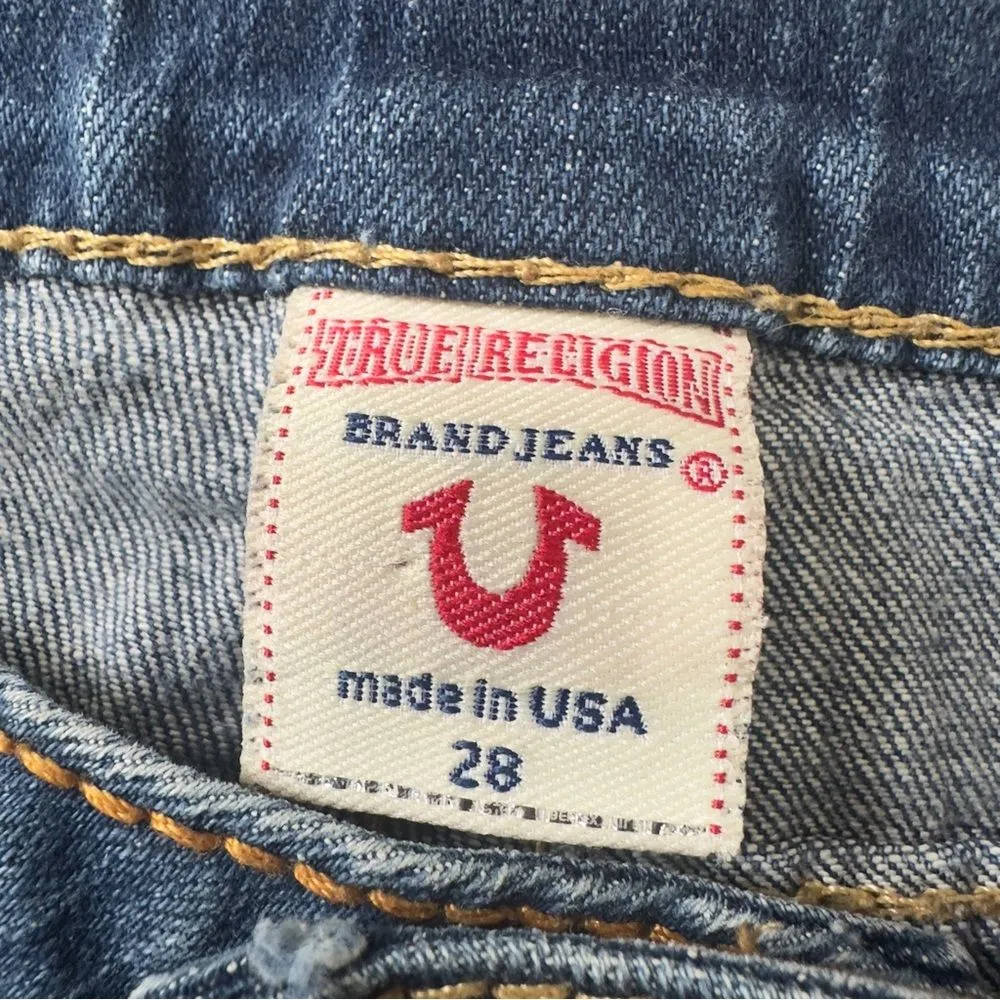 TRUE RELIGION
BRAND JEANS ®
made in USA
28